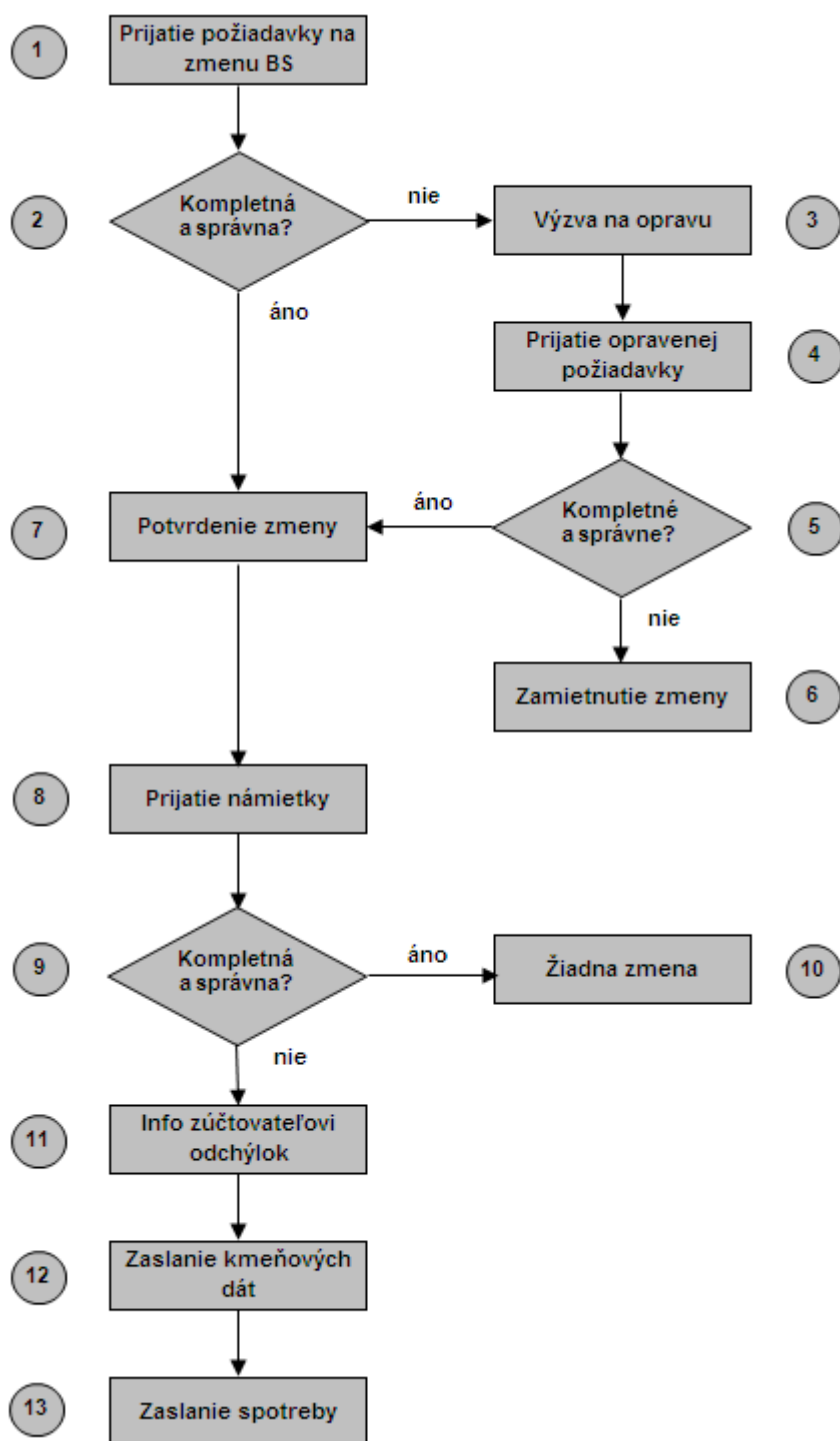 1
Prijatie požiadavky na
zmenu BS
2
Kompletná
a správna?
nie
Výzva na opravu
3
áno
Prijatie opravenej
požiadavky
4
7
Potvrdenie zmeny
áno
Kompletné
a správne?
5
nie
Zamietnutie zmeny
6
8
Prijatie námietky
9
Kompletná
a správna?
áno
Žiadna zmena
10
nie
11
Info zúčtovateľovi
odchýlok
12
Zaslanie kmeňových
dát
13
Zaslanie spotreby